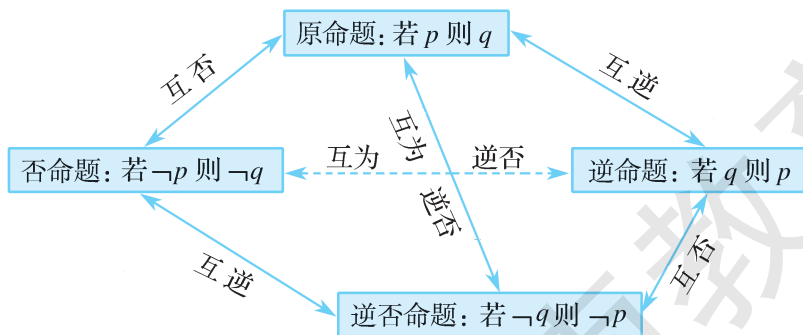 原命题：若 p 则 q
互否
互逆
互为
否命题：若¬p 则¬q
互为 逆否
逆命题：若 q 则 p
逆否
互逆
互否
逆否命题：若¬q则¬p